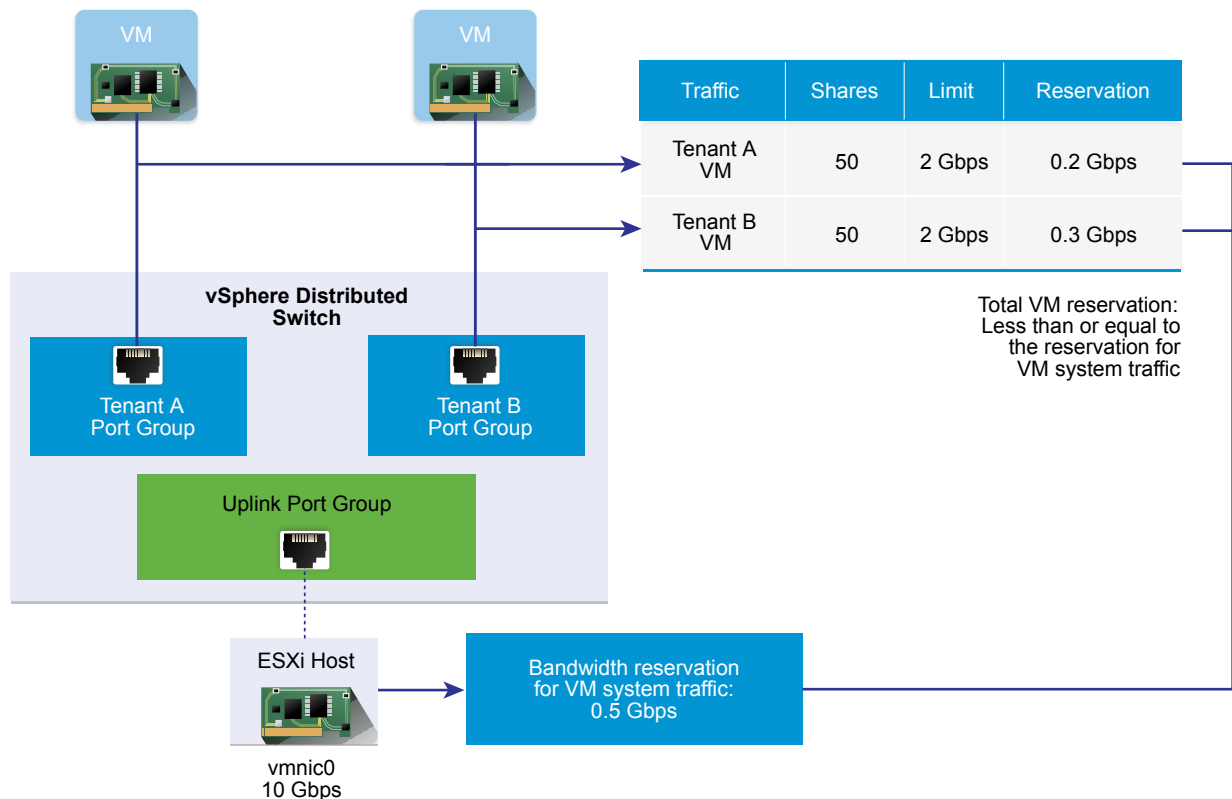 VM
VM
Traffic Shares Limit Reservation
Tenant A
VM
50 2 Gbps 0.2 Gbps
Tenant B
VM
50 2 Gbps 0.3 Gbps
Total VM reservation:
Less than or equal to
the reservation for
VM system traffic
vSphere Distributed
Switch
Tenant A
Port Group
Tenant B
Port Group
Uplink Port Group
ESXi Host
vmnic0
10 Gbps
Bandwidth reservation
for VM system traffic:
0.5 Gbps